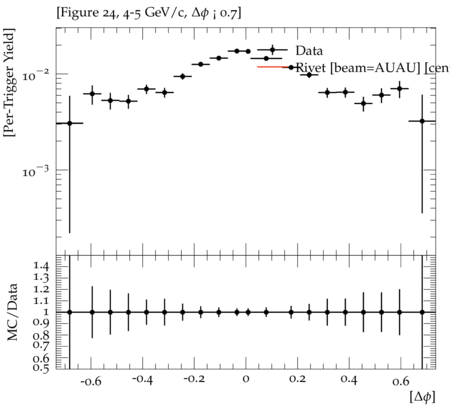 [Figure 24, 4-5 GeV/c, Δϕ ¡ 0.7]
[Per-Trigger Yield]
Data
Rivet [beam=AUAU] [cen
10⁻²
10⁻³
MC/Data
1.4
1.3
1.2
1.1
1
0.9
0.8
0.7
0.6
0.5
-0.6 -0.4 -0.2 0 0.2 0.4 0.6
[Δϕ]